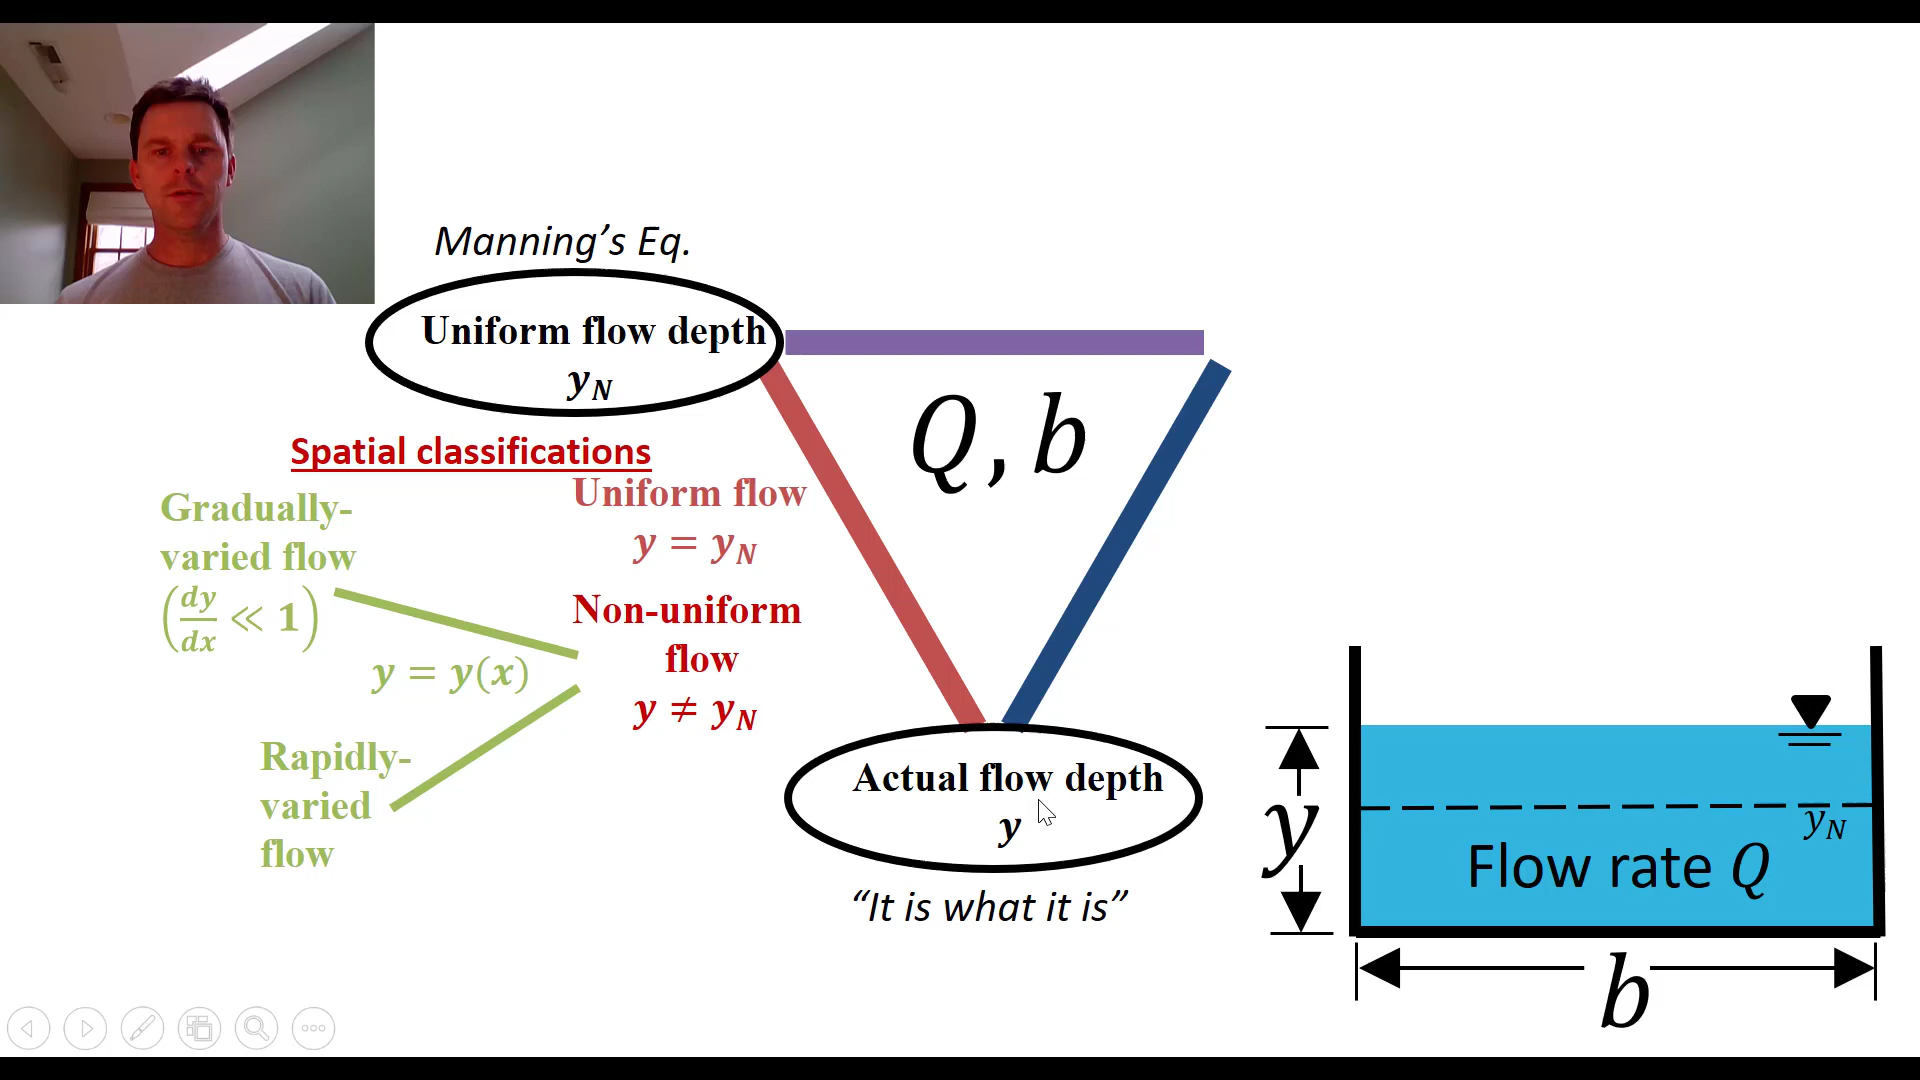 Manning’s Eq.
Uniform flow depth
y_N
Q, b
Spatial classifications
Gradually-
varied flow
(dy/dx ≪ 1)
Uniform flow
y = y_N
Non-uniform
flow
y ≠ y_N
y = y(x)
Rapidly-
varied
flow
Actual flow depth
y
“It is what it is”
y
y_N
Flow rate Q
b